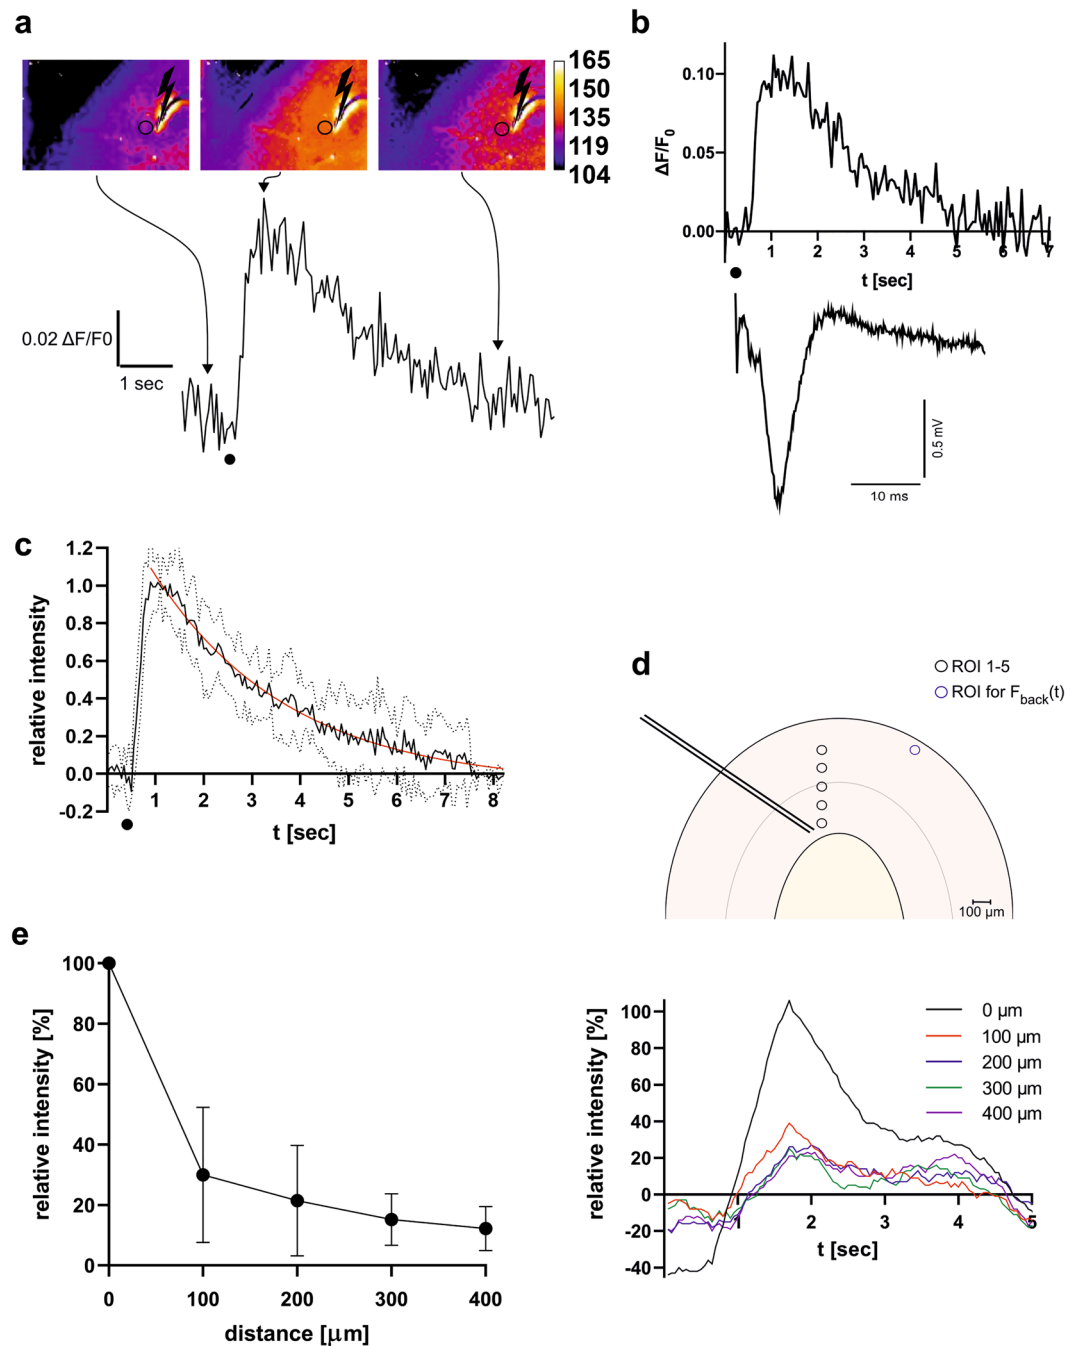 a
165
150
135
119
104
0.02 ΔF/F0
1 sec
b
0.10
0.05
0.00
ΔF/F₀
1 2 3 4 5 6 7
t [sec]
0.5 mV
10 ms
c
1.2
1.0
0.8
0.6
0.4
0.2
0.0
-0.2
relative intensity
1 2 3 4 5 6 7 8
t [sec]
d
ROI 1-5
ROI for Fback(t)
100 µm
e
100
80
60
40
20
0
relative intensity [%]
0 100 200 300 400
distance [µm]
100
80
60
40
20
0
-20
-40
relative intensity [%]
1 2 3 4 5
t [sec]
0 µm
100 µm
200 µm
300 µm
400 µm